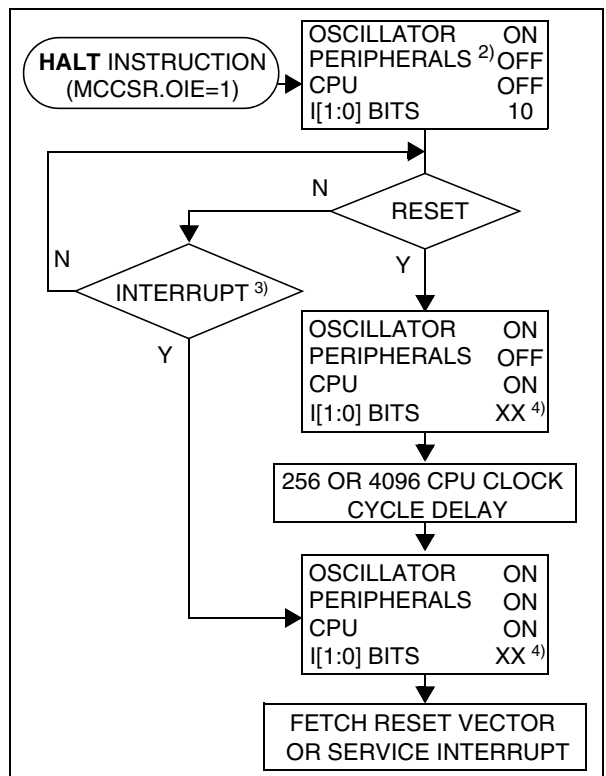 HALT INSTRUCTION
(MCCSR.OIE=1)
OSCILLATOR ON
PERIPHERALS 2) OFF
CPU OFF
I[1:0] BITS 10
N
RESET
N
Y
INTERRUPT 3)
Y
OSCILLATOR ON
PERIPHERALS OFF
CPU ON
I[1:0] BITS XX 4)
256 OR 4096 CPU CLOCK
CYCLE DELAY
OSCILLATOR ON
PERIPHERALS ON
CPU ON
I[1:0] BITS XX 4)
FETCH RESET VECTOR
OR SERVICE INTERRUPT